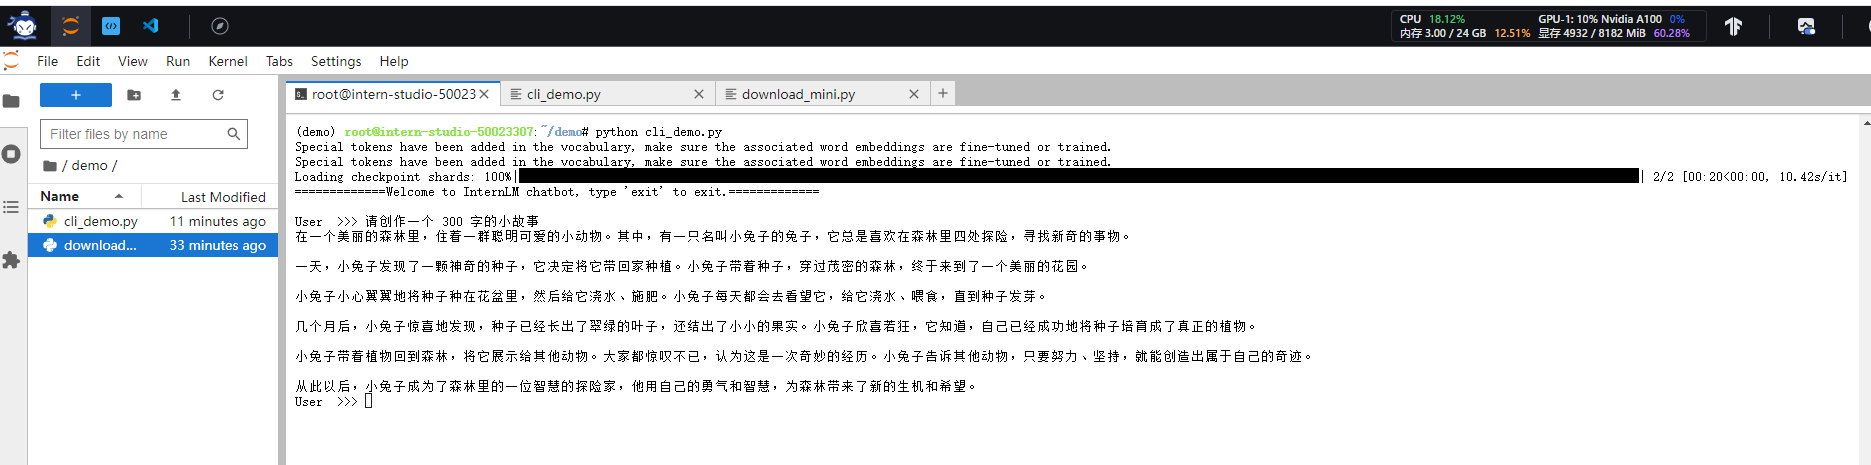 CPU 18.12% GPU-1: 10% Nvidia A100 0%
内存 3.00 / 24 GB 12.51% 显存 4932 / 8182 MiB 60.28%
File Edit View Run Kernel Tabs Settings Help
root@intern-studio-50023 cli_demo.py download_mini.py
Filter files by name
/ demo /
Name Last Modified
cli_demo.py 11 minutes ago
download... 33 minutes ago
(demo) root@intern-studio-50023307:~/demo# python cli_demo.py
Special tokens have been added in the vocabulary, make sure the associated word embeddings are fine-tuned or trained.
Special tokens have been added in the vocabulary, make sure the associated word embeddings are fine-tuned or trained.
Loading checkpoint shards: 100%| | 2/2 [00:20<00:00, 10.42s/it]
=============Welcome to InternLM chatbot, type 'exit' to exit.=============
User >>> 请创作一个 300 字的小故事
在一个美丽的森林里，住着一群聪明可爱的小动物。其中，有一只名叫小兔子的兔子，它总是喜欢在森林里四处探险，寻找新奇的事物。
一天，小兔子发现了一颗神奇的种子，它决定将它带回家种植。小兔子带着种子，穿过茂密的森林，终于来到了一个美丽的花园。
小兔子小心翼翼地将种子种在花盆里，然后给它浇水、施肥。小兔子每天都会去看望它，给它浇水、喂食，直到种子发芽。
几个月后，小兔子惊喜地发现，种子已经长出了翠绿的叶子，还结出了小小的果实。小兔子欣喜若狂，它知道，自己已经成功地将种子培育成了真正的植物。
小兔子带着植物回到森林，将它展示给其他动物。大家都惊叹不已，认为这是一次奇妙的经历。小兔子告诉其他动物，只要努力、坚持，就能创造出属于自己的奇迹。
从此以后，小兔子成为了森林里的一位智慧的探险家，他用自己的勇气和智慧，为森林带来了新的生机和希望。
User >>>